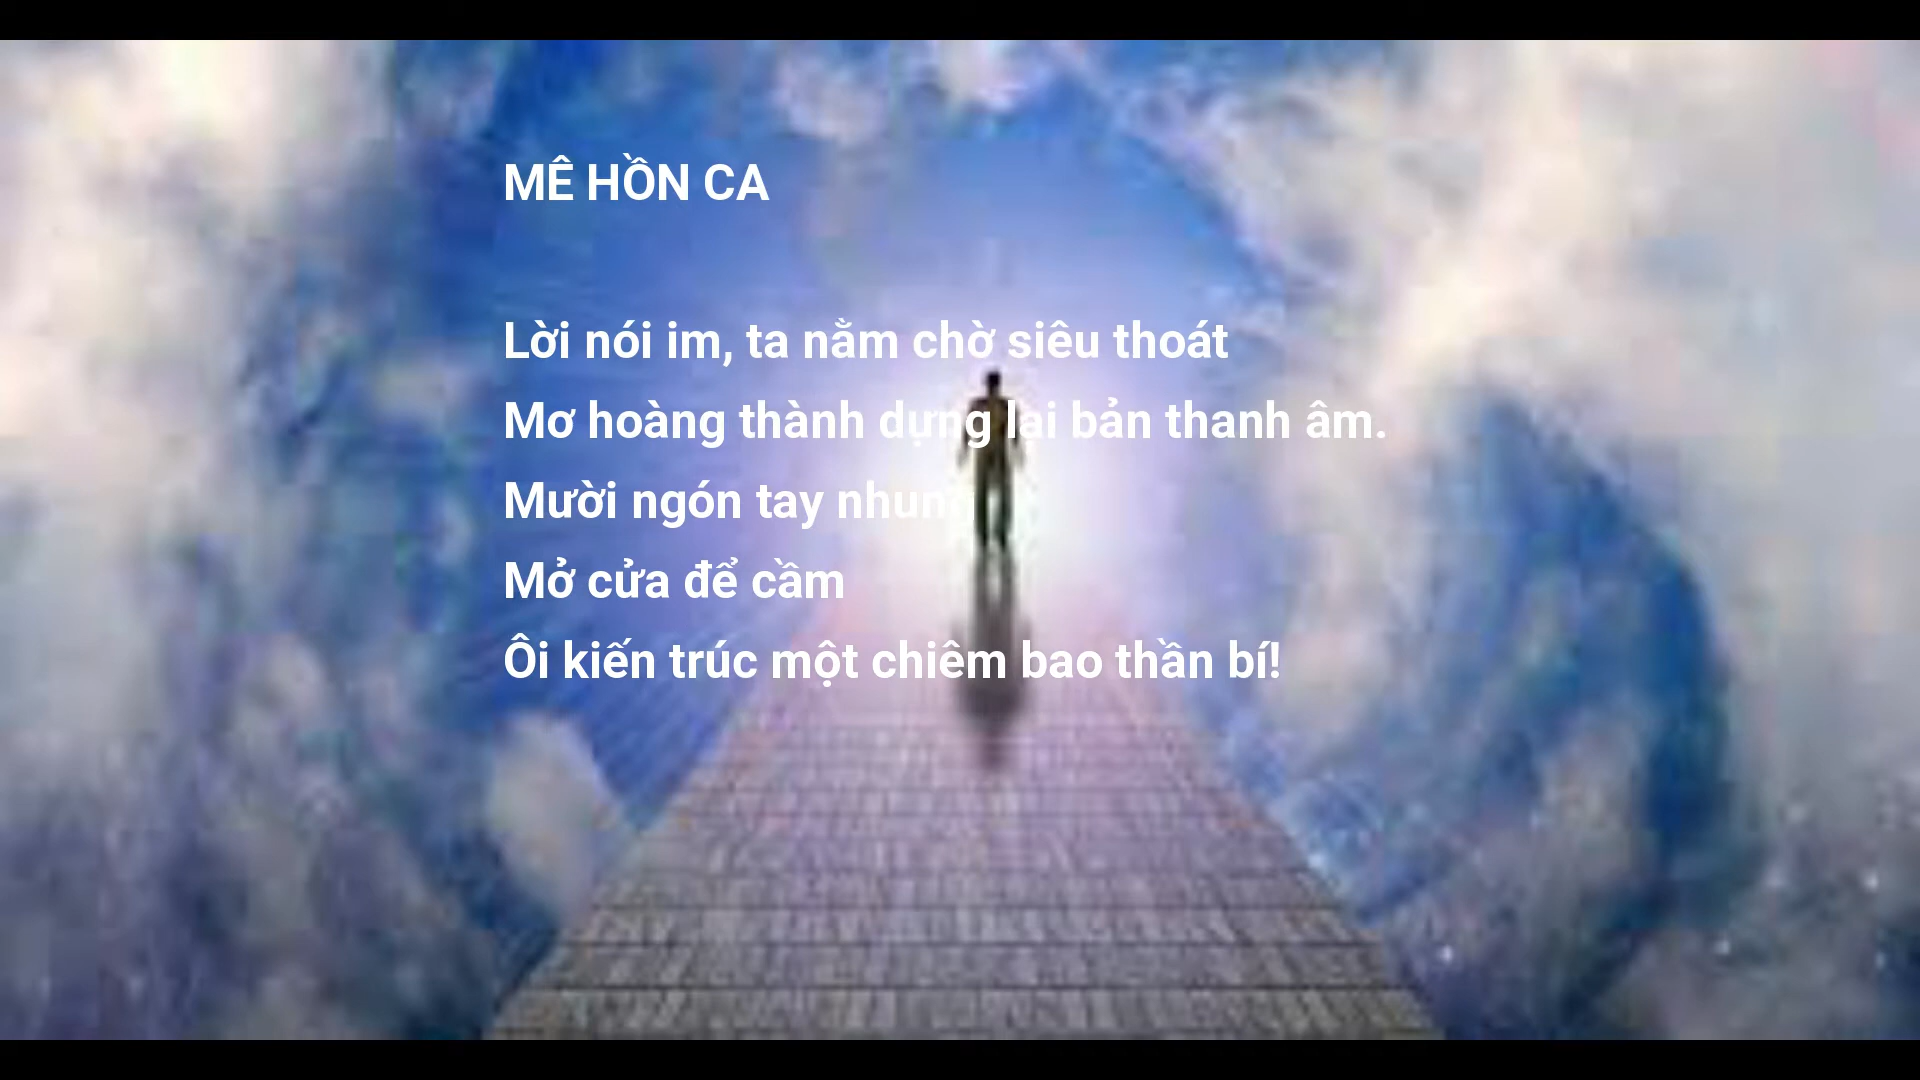 MÊ HỒN CA
Lời nói im, ta nằm chờ siêu thoát
Mơ hoàng thành dựng lại bản thanh âm.
Mười ngón tay nhung
Mở cửa để cầm
Ôi kiến trúc một chiêm bao thần bí!